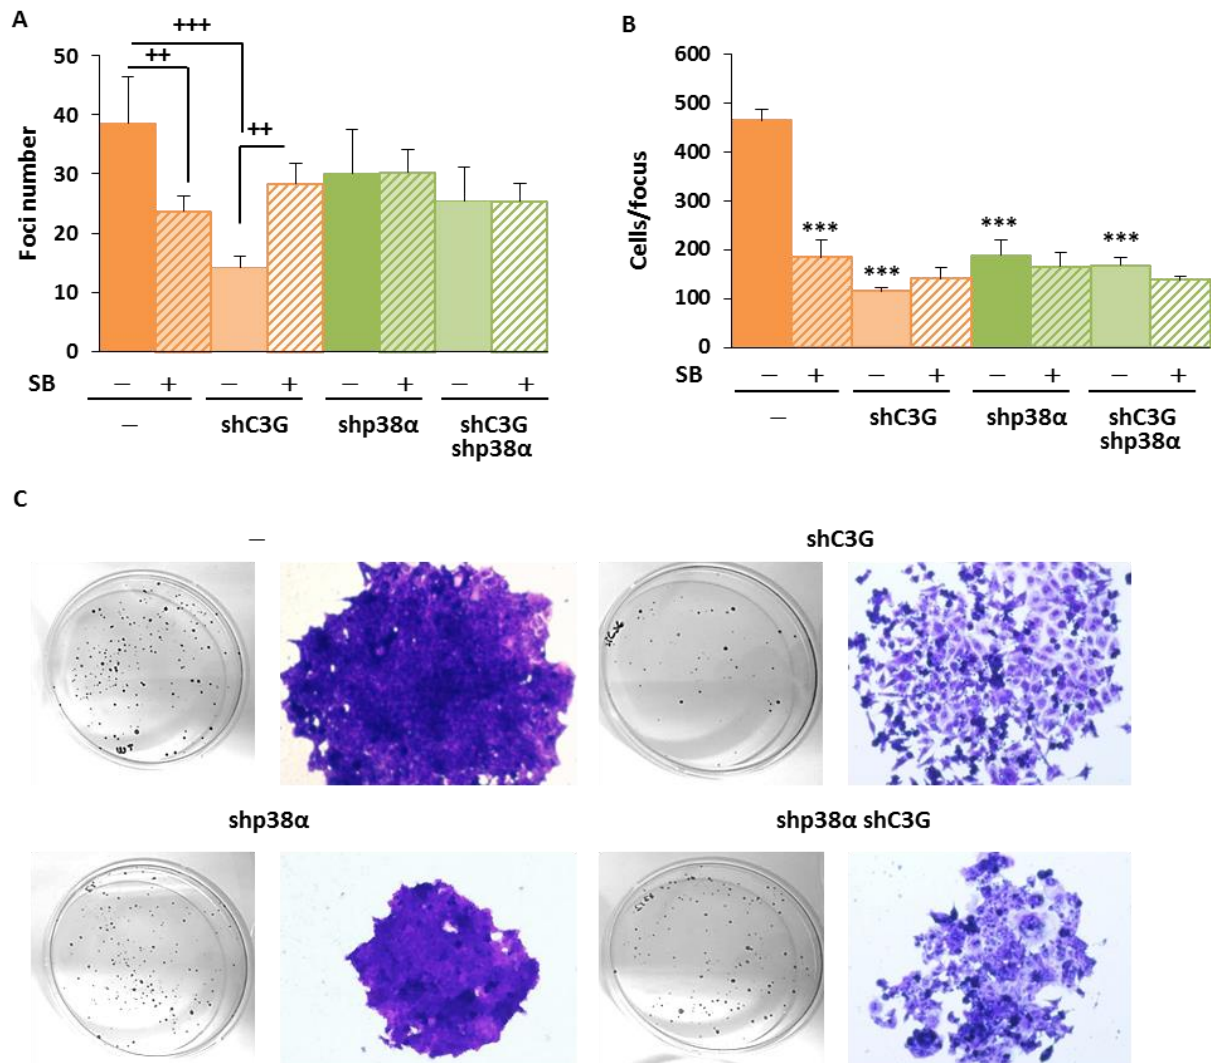 A
B
+++
++
++
Foci number
50
40
30
20
10
0
SB
− + − + − + − +
− shC3G shp38α shC3G
shp38α
Cells/focus
600
500
400
300
200
100
0
***
***
***
***
SB
− + − + − + − +
− shC3G shp38α shC3G
shp38α
C
− shC3G
WT
shp38α shp38α shC3G